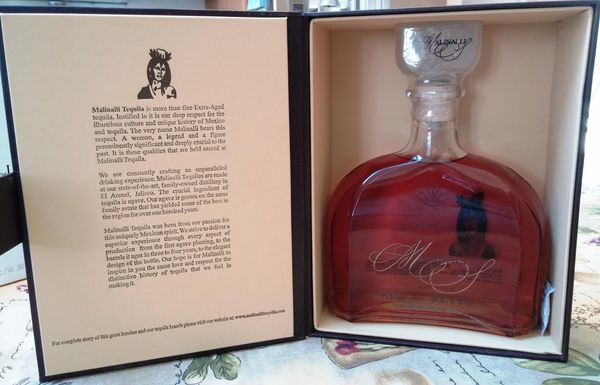 Malinalli Tequila is more than fine Extra-Aged
tequila. Instilled in it is our deep respect for the
illustrious culture and unique history of Mexico
and tequila. The very name Malinalli bears this
respect. A woman, a legend and a figure
preeminently significant and deeply crucial to the
past. It is these qualities that are held sacred at
Malinalli Tequila.
We are constantly crafting an unparalleled
drinking experience. Malinalli Tequilas are made
at our state-of-the-art, family-owned distillery in
El Arenal, Jalisco. The crucial ingredient of
tequila is agave. Our agave is grown on the same
family estate that has yielded some of the best in
the region for over one hundred years.
Malinalli Tequila was born from our passion for
this uniquely Mexican spirit. We strive to deliver a
superior experience through every aspect of
production from the first agave planting, to the
barrels it ages in three to four years, to the elegant
design of the bottle. Our hope is for Malinalli to
inspire in you the same love and respect for the
distinctive history of tequila that we feel in
making it.
For complete story of this great heroine and our tequila brands please visit our website at: www.malinallitequila.com
MALINALLI